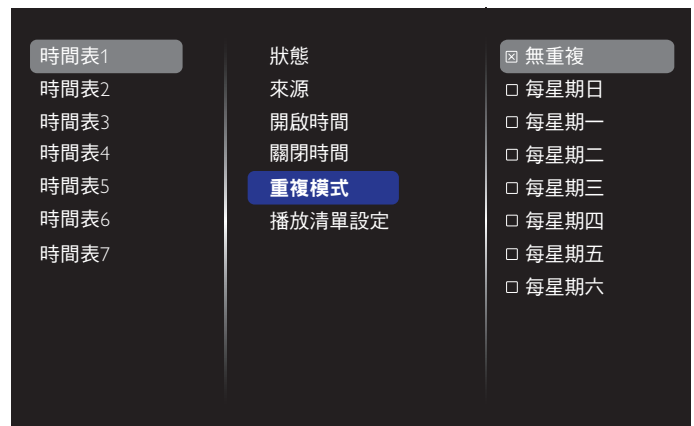 時間表1
時間表2
時間表3
時間表4
時間表5
時間表6
時間表7
狀態
來源
開啟時間
關閉時間
重複模式
播放清單設定
☒ 無重複
□ 每星期日
□ 每星期一
□ 每星期二
□ 每星期三
□ 每星期四
□ 每星期五
□ 每星期六